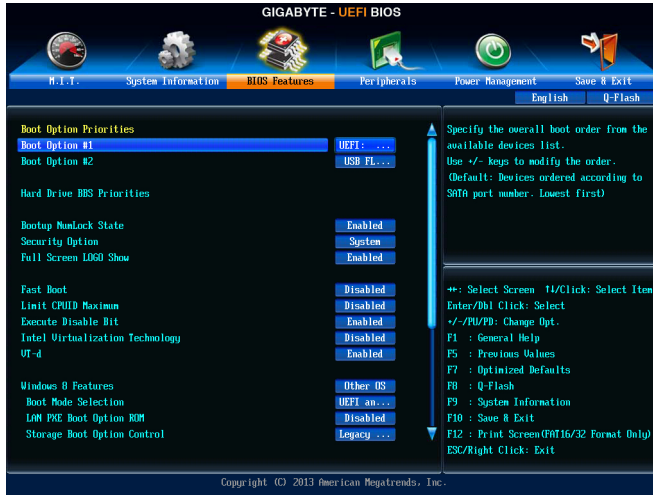 GIGABYTE - UEFI BIOS
M.I.T. System Information BIOS Features Peripherals Power Management Save & Exit
English Q-Flash
Boot Option Priorities
Boot Option #1 UEFI: ...
Boot Option #2 USB FL...
Hard Drive BBS Priorities
Bootup NumLock State Enabled
Security Option System
Full Screen LOGO Show Enabled
Fast Boot Disabled
Limit CPUID Maximum Disabled
Execute Disable Bit Enabled
Intel Virtualization Technology Disabled
VT-d Enabled
Windows 8 Features Other OS
Boot Mode Selection UEFI an...
LAN PXE Boot Option ROM Disabled
Storage Boot Option Control Legacy ...
Specify the overall boot order from the
available devices list.
Use +/- keys to modify the order.
(Default: Devices ordered according to
SATA port number. Lowest first)
→←: Select Screen ↑↓/Click: Select Item
Enter/Dbl Click: Select
+/-/PU/PD: Change Opt.
F1 : General Help
F5 : Previous Values
F7 : Optimized Defaults
F8 : Q-Flash
F9 : System Information
F10 : Save & Exit
F12 : Print Screen(FAT16/32 Format Only)
ESC/Right Click: Exit
Copyright (C) 2013 American Megatrends, Inc.